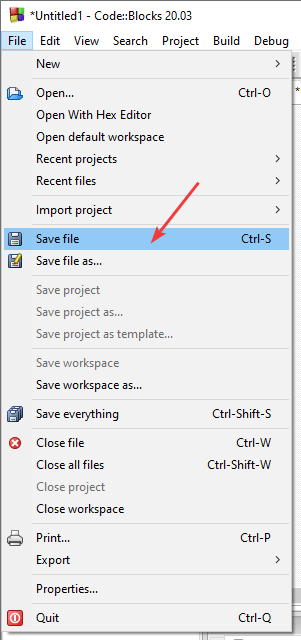 *Untitled1 - Code::Blocks 20.03
File Edit View Search Project Build Debug
New
Open... Ctrl-O
Open With Hex Editor
Open default workspace
Recent projects
Recent files
Import project
Save file Ctrl-S
Save file as...
Save project
Save project as...
Save project as template...
Save workspace
Save workspace as...
Save everything Ctrl-Shift-S
Close file Ctrl-W
Close all files Ctrl-Shift-W
Close project
Close workspace
Print... Ctrl-P
Export
Properties...
Quit Ctrl-Q